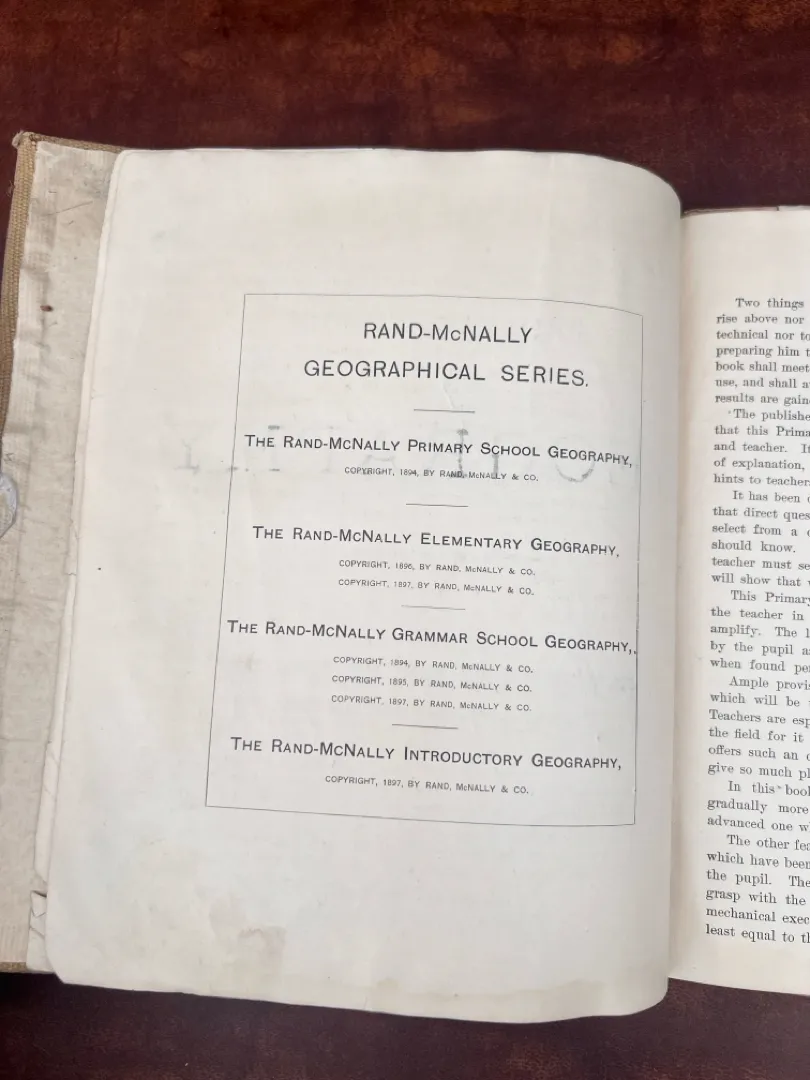 RAND-McNALLY
GEOGRAPHICAL SERIES.
THE RAND-McNALLY PRIMARY SCHOOL GEOGRAPHY,
COPYRIGHT, 1894, BY RAND, McNALLY & CO.
THE RAND-McNALLY ELEMENTARY GEOGRAPHY,
COPYRIGHT, 1896, BY RAND, McNALLY & CO.
COPYRIGHT, 1897, BY RAND, McNALLY & CO.
THE RAND-McNALLY GRAMMAR SCHOOL GEOGRAPHY,.
COPYRIGHT, 1894, BY RAND, McNALLY & CO.
COPYRIGHT, 1895, BY RAND, McNALLY & CO.
COPYRIGHT, 1897, BY RAND, McNALLY & CO.
THE RAND-McNALLY INTRODUCTORY GEOGRAPHY,
COPYRIGHT, 1897, BY RAND, McNALLY & CO.
Two things
rise above nor
technical nor to
preparing him t
book shall meet
use, and shall a
results are gain
The publishe
that this Prima
and teacher. It
of explanation,
hints to teacher
It has been
that direct ques
select from a
should know.
teacher must se
will show that
This Primary
the teacher in
amplify. The l
by the pupil as
when found pe
Ample provis
which will be
Teachers are esp
the field for it
offers such an
give so much pl
In this book
gradually more
advanced one w
The other fea
which have been
the pupil. The
grasp with the
mechanical exec
least equal to th